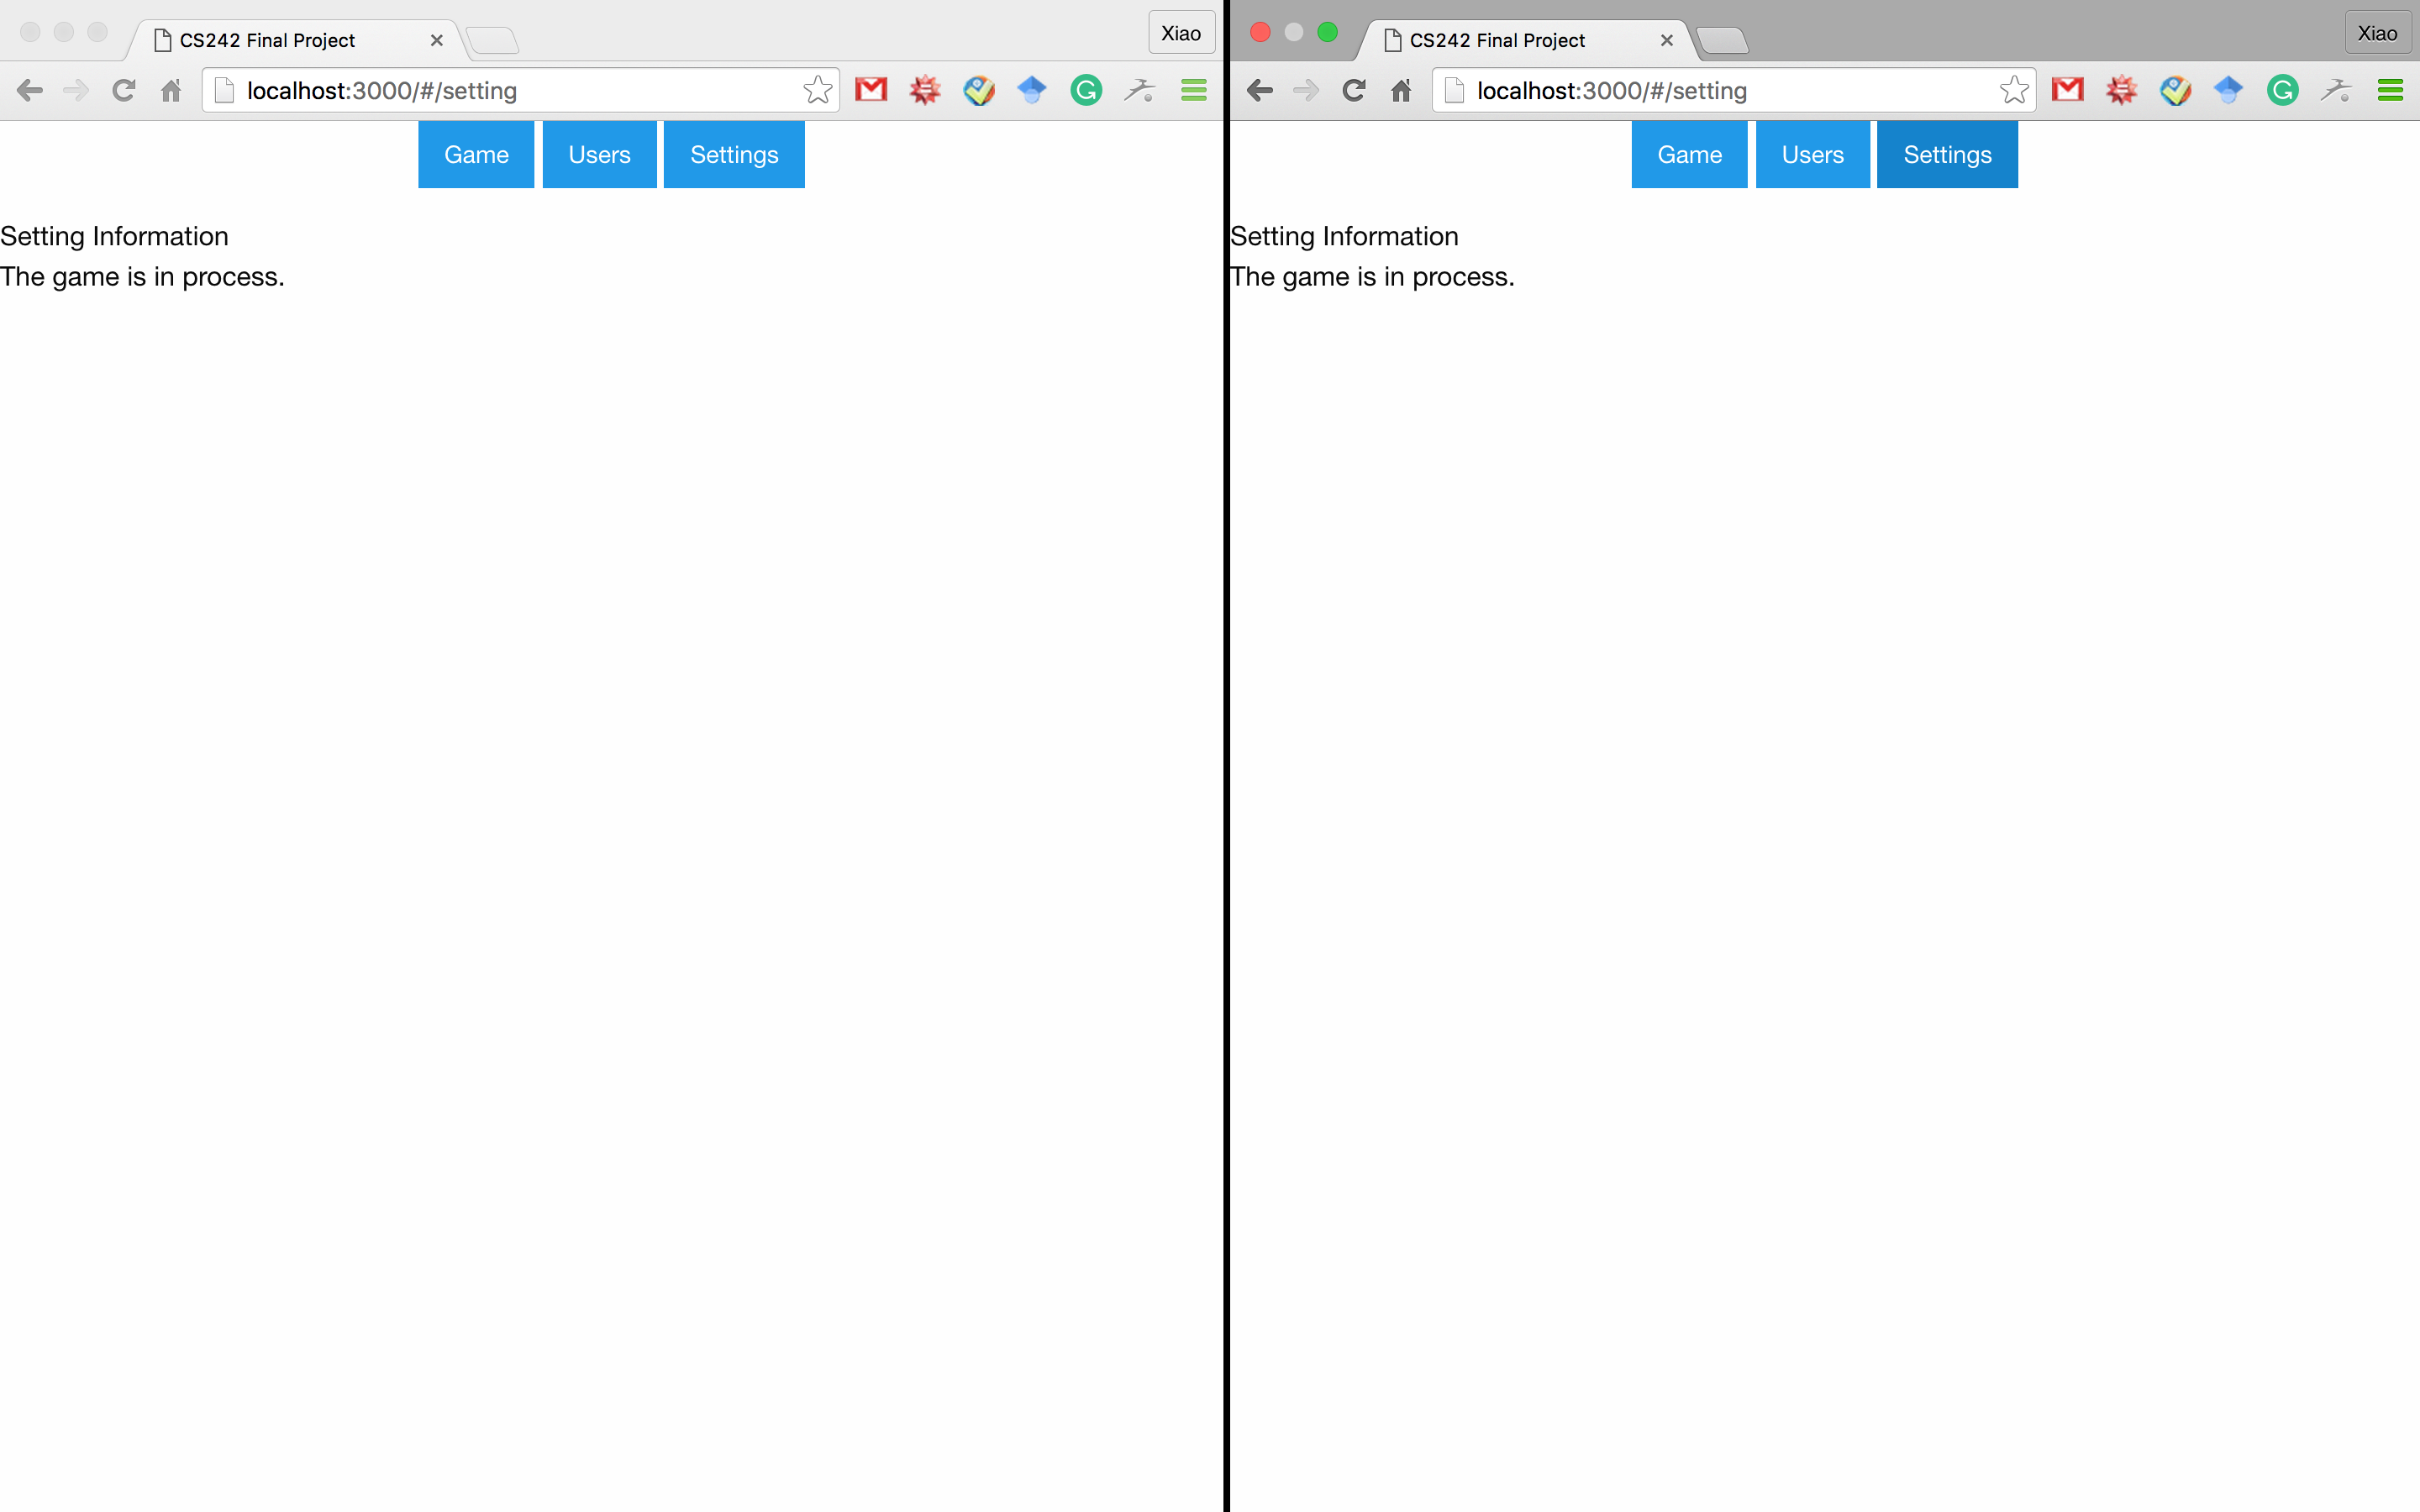 CS242 Final Project
Xiao
localhost:3000/#/setting
Game Users Settings
Setting Information
The game is in process.
CS242 Final Project
Xiao
localhost:3000/#/setting
Game Users Settings
Setting Information
The game is in process.